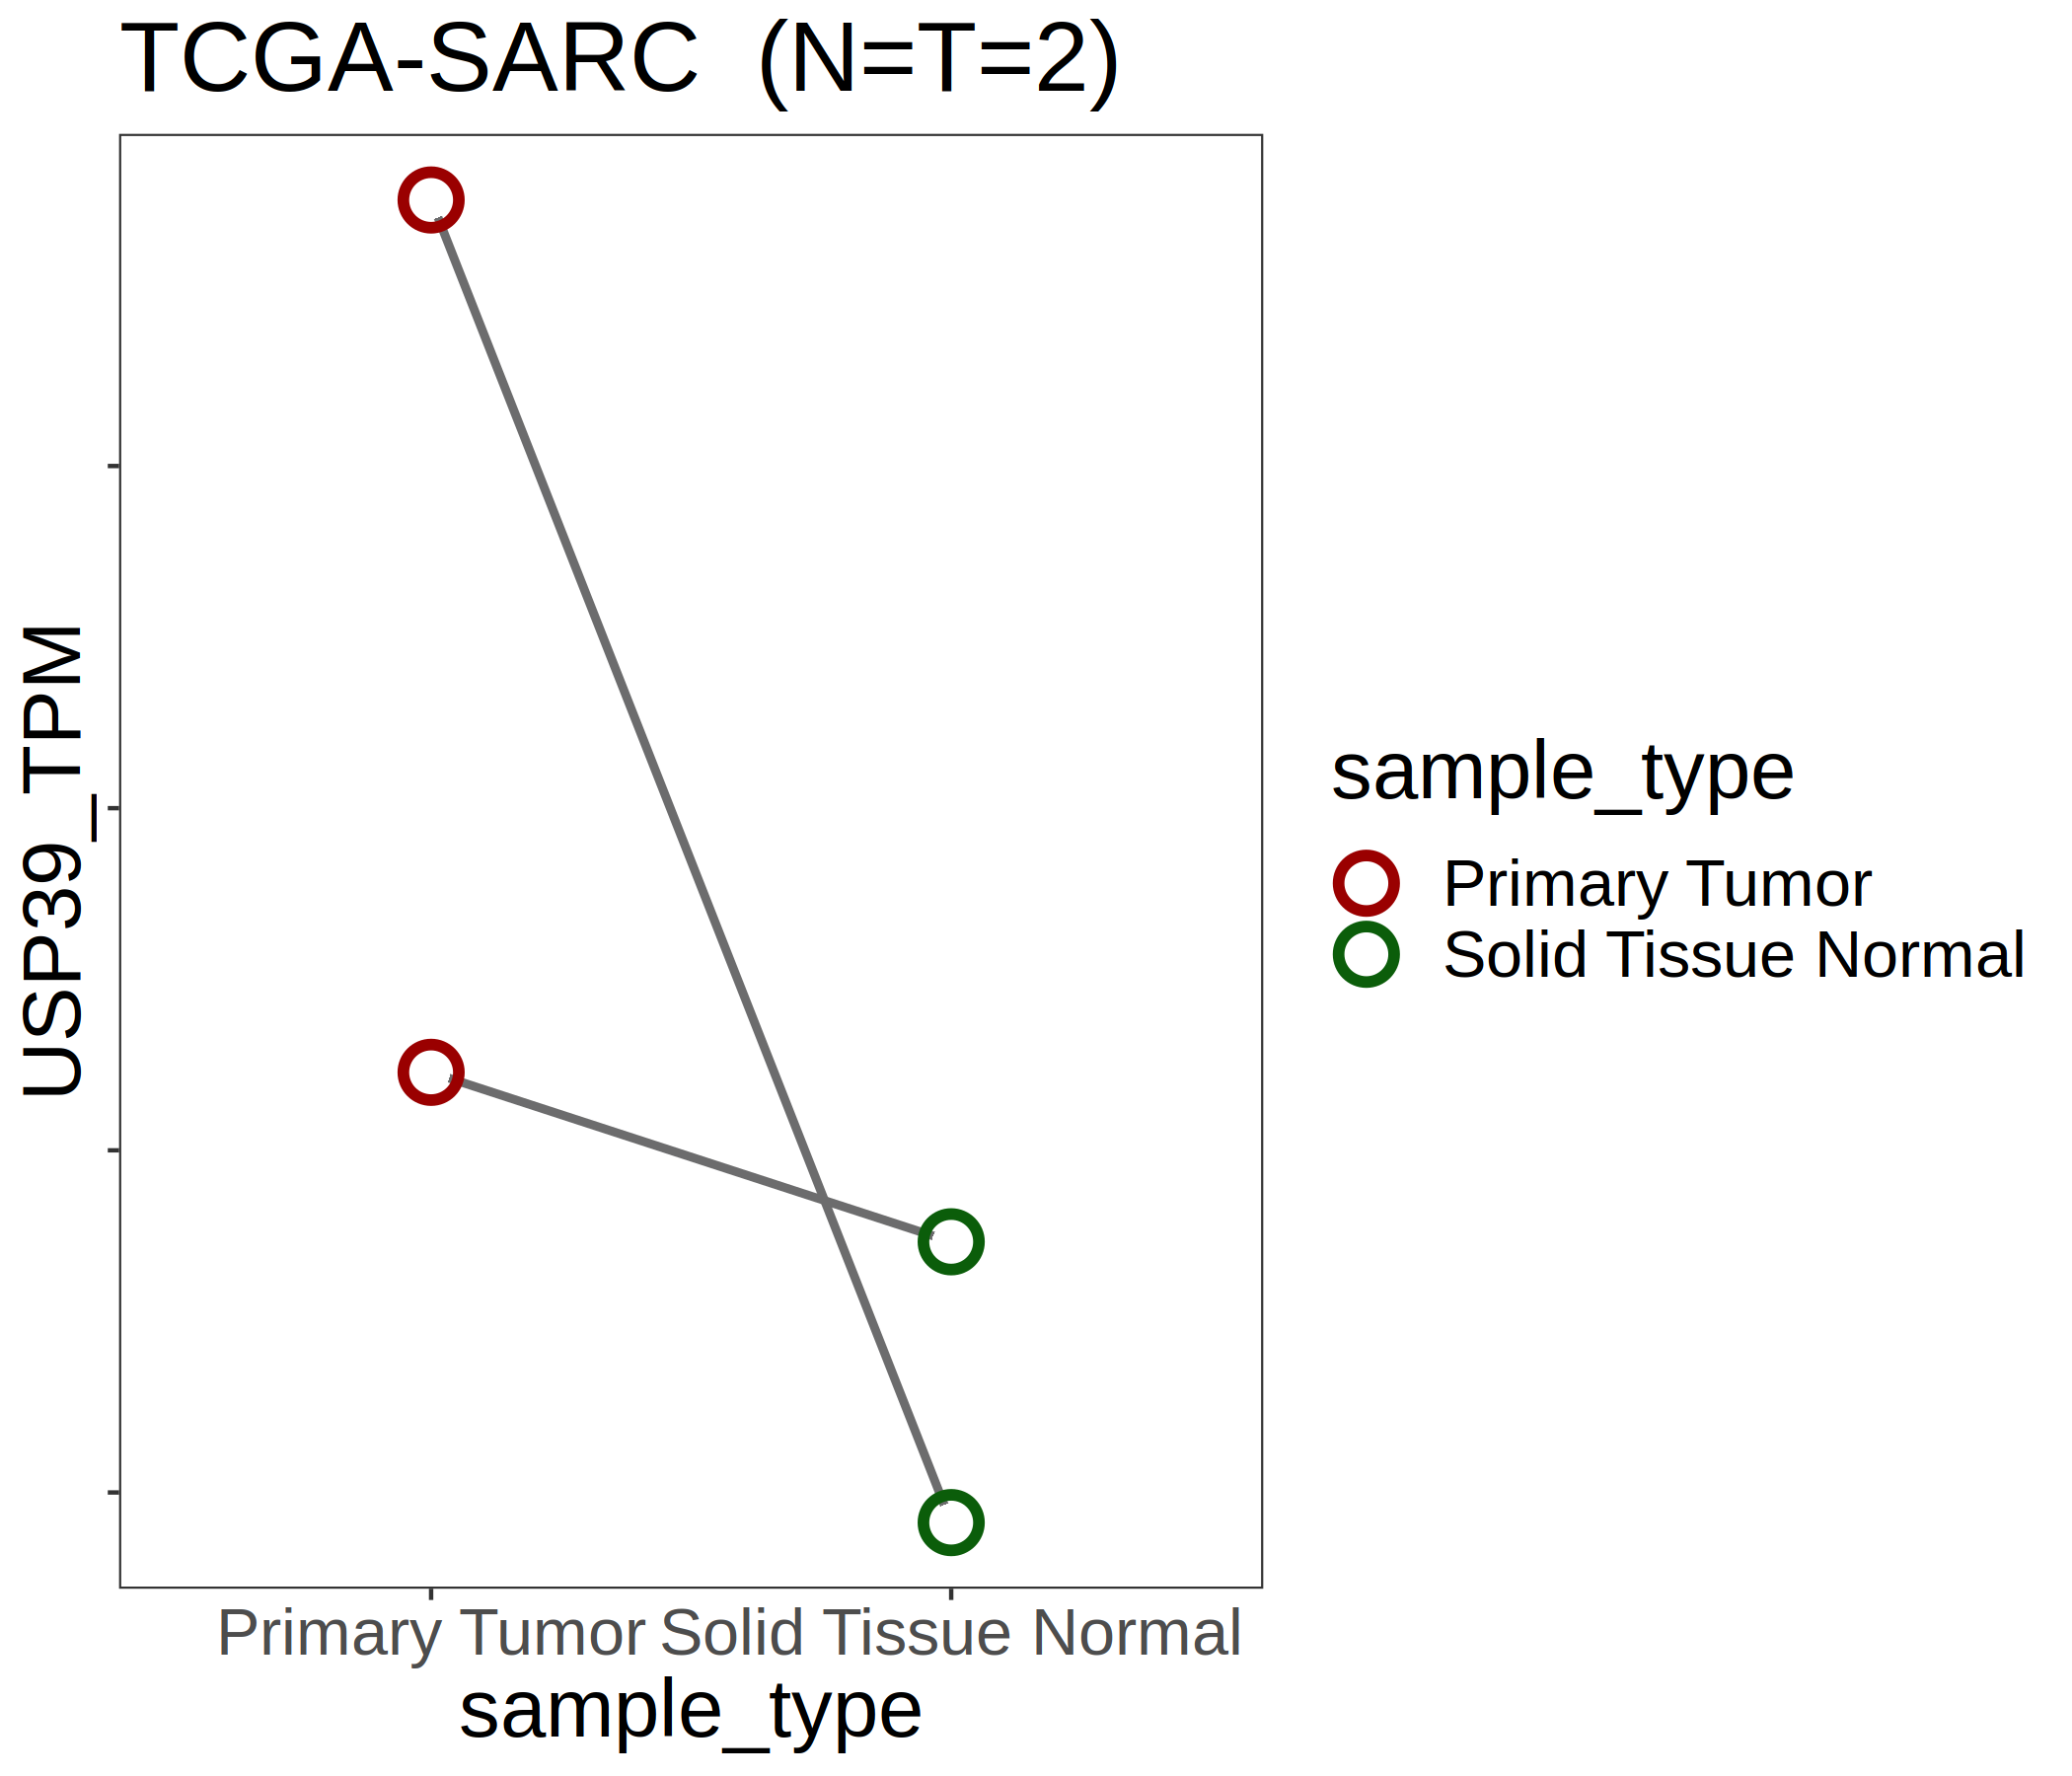 TCGA-SARC  (N=T=2)
USP39_TPM
Primary Tumor Solid Tissue Normal
sample_type
sample_type
Primary Tumor
Solid Tissue Normal